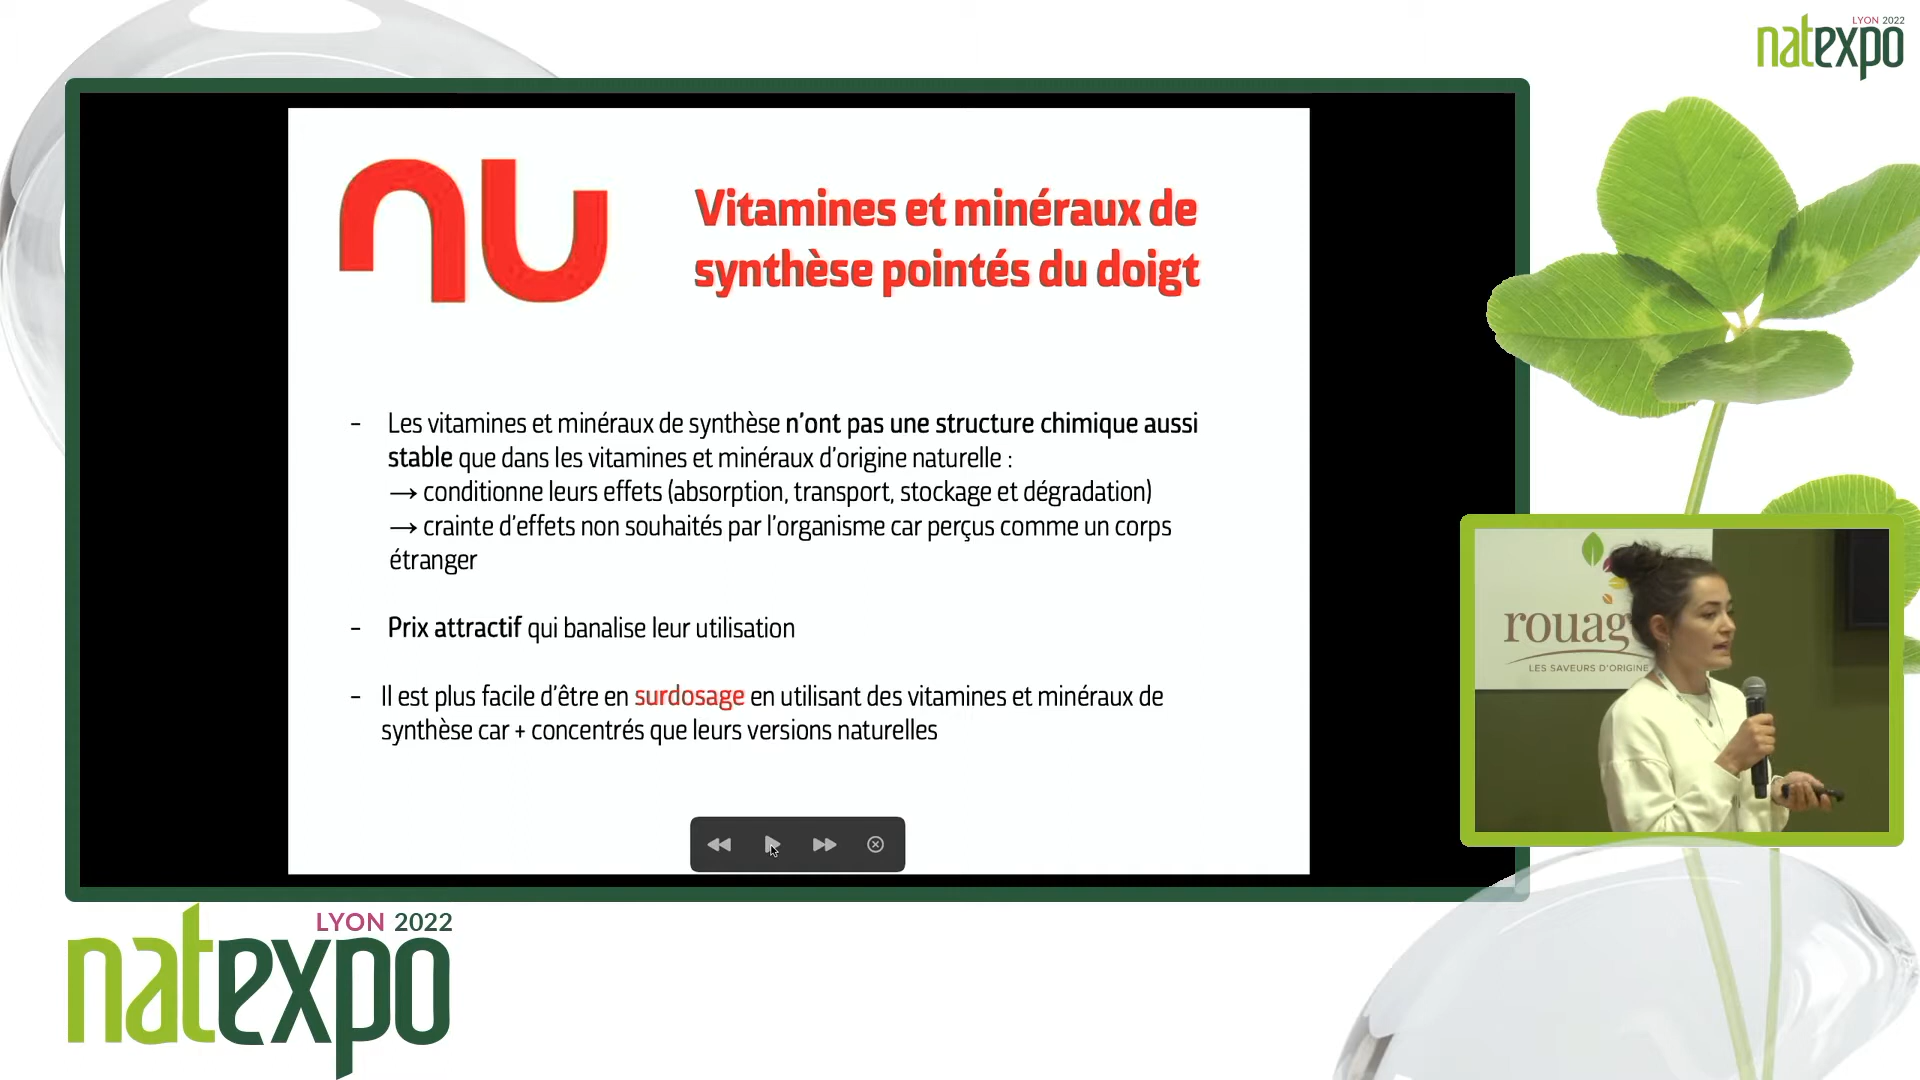 LYON 2022
natexpo
nu
Vitamines et minéraux de
synthèse pointés du doigt
- Les vitamines et minéraux de synthèse n'ont pas une structure chimique aussi
stable que dans les vitamines et minéraux d'origine naturelle :
→ conditionne leurs effets (absorption, transport, stockage et dégradation)
→ crainte d'effets non souhaités par l'organisme car perçus comme un corps
étranger
- Prix attractif qui banalise leur utilisation
- Il est plus facile d'être en surdosage en utilisant des vitamines et minéraux de
synthèse car + concentrés que leurs versions naturelles
LES SAVEURS D'ORIGINE
LYON 2022
natexpo